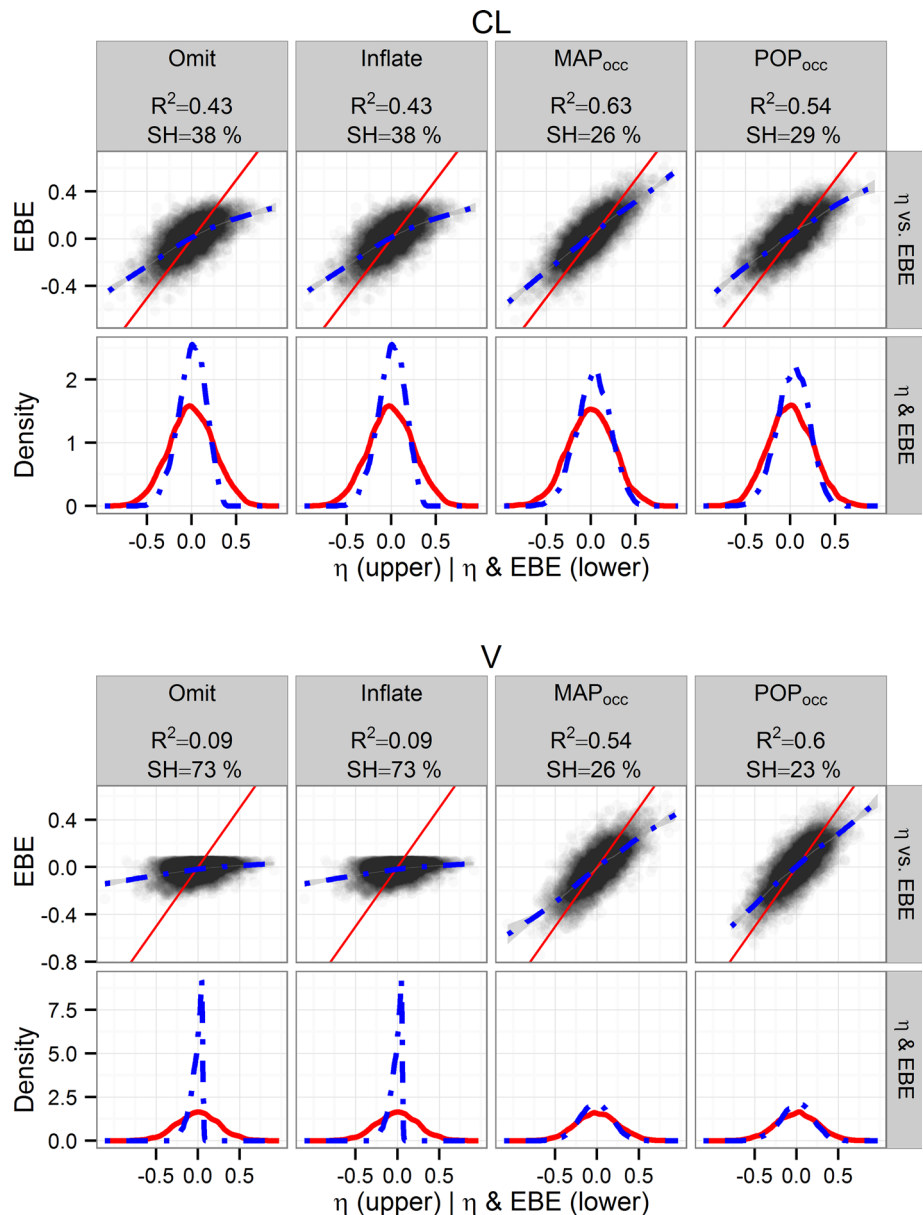 CL
Omit Inflate MAPocc POPocc
R²=0.43 R²=0.43 R²=0.63 R²=0.54
SH=38 % SH=38 % SH=26 % SH=29 %
EBE
0.4
0.0
-0.4
η vs. EBE
Density
2
1
0
η & EBE
-0.5 0.0 0.5 -0.5 0.0 0.5 -0.5 0.0 0.5 -0.5 0.0 0.5
η (upper) | η & EBE (lower)
V
Omit Inflate MAPocc POPocc
R²=0.09 R²=0.09 R²=0.54 R²=0.6
SH=73 % SH=73 % SH=26 % SH=23 %
EBE
0.4
0.0
-0.4
-0.8
η vs. EBE
Density
7.5
5.0
2.5
0.0
η & EBE
-0.5 0.0 0.5 -0.5 0.0 0.5 -0.5 0.0 0.5 -0.5 0.0 0.5
η (upper) | η & EBE (lower)